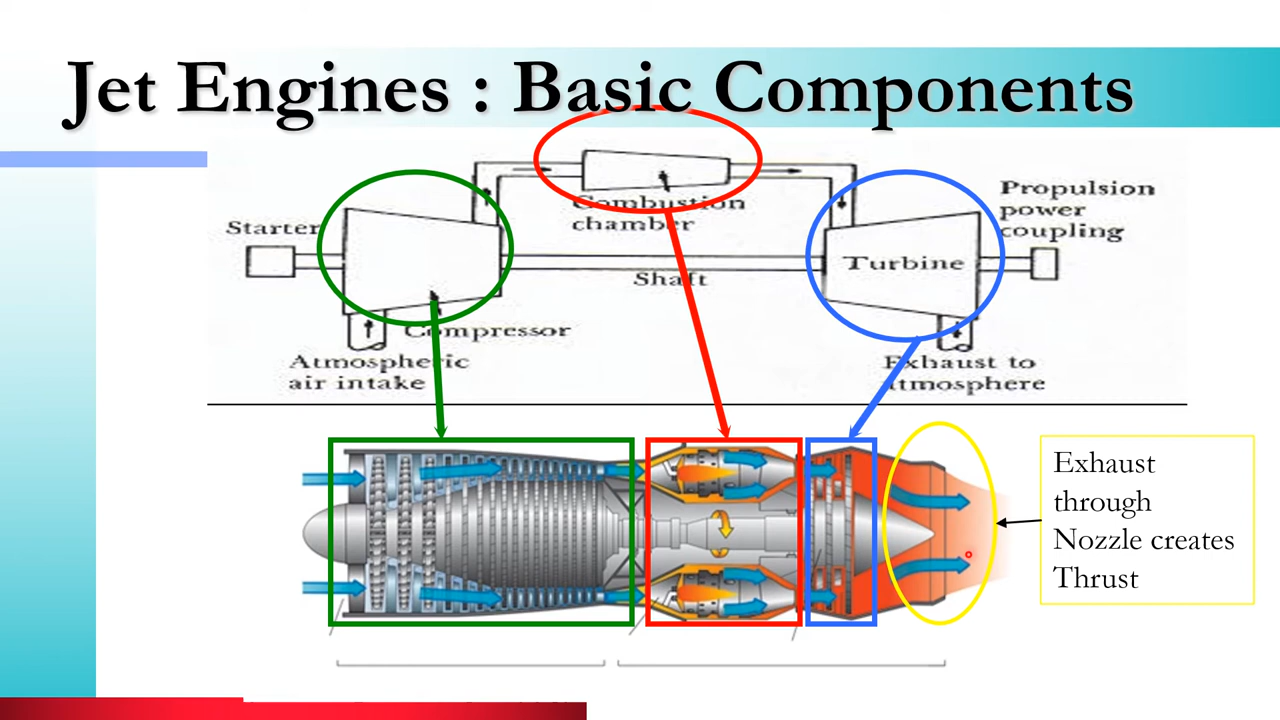 Jet Engines : Basic Components
Starter
Combustion
chamber
Propulsion
power
coupling
Turbine
Shaft
Compressor
Atmospheric
air intake
Exhaust to
atmosphere
Exhaust
through
Nozzle creates
Thrust